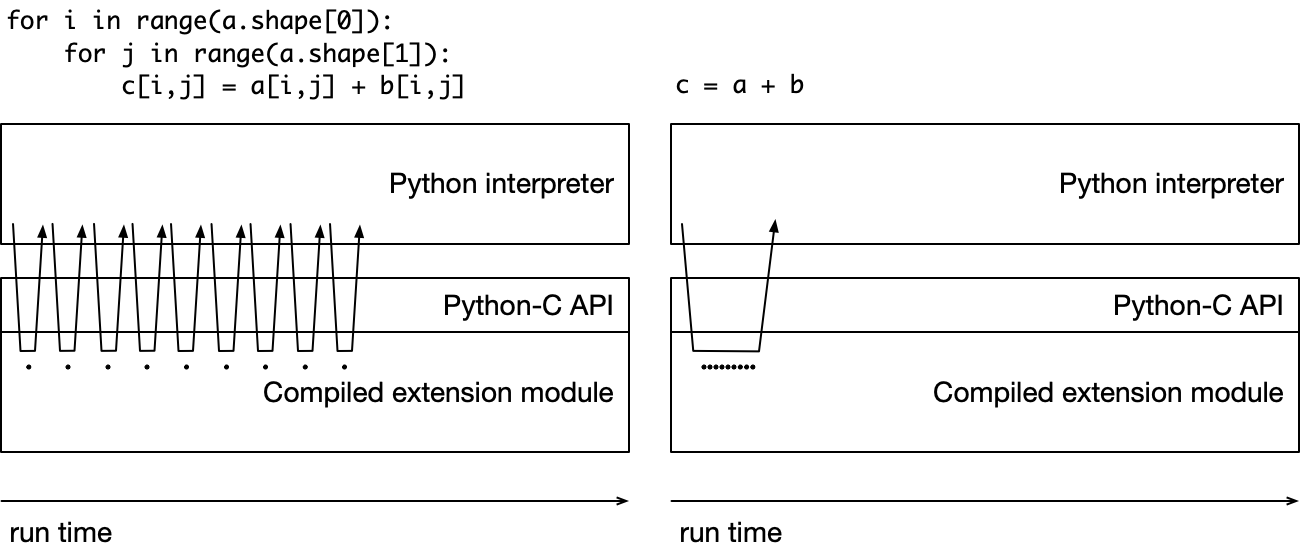 for i in range(a.shape[0]):
    for j in range(a.shape[1]):
        c[i,j] = a[i,j] + b[i,j]
Python interpreter
Python-C API
Compiled extension module
run time
c = a + b
Python interpreter
Python-C API
Compiled extension module
run time